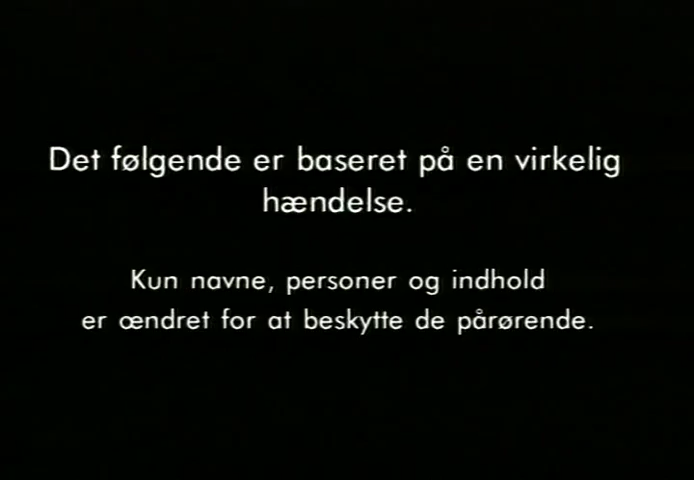 Det følgende er baseret på en virkelig
hændelse.
Kun navne, personer og indhold
er ændret for at beskytte de pårørende.